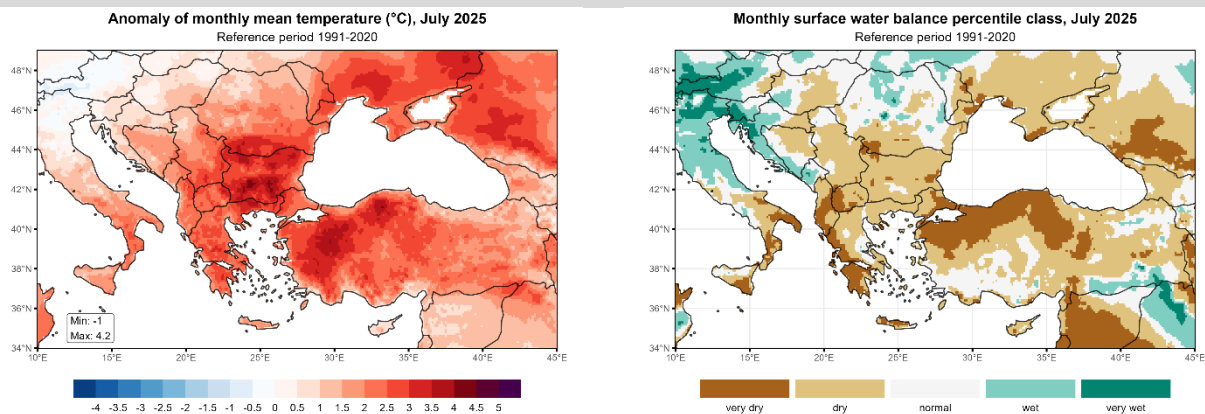 Anomaly of monthly mean temperature (°C), July 2025
Reference period 1991-2020
48°N
46°N
44°N
42°N
40°N
38°N
36°N
34°N
Min: -1
Max: 4.2
10°E 15°E 20°E 25°E 30°E 35°E 40°E 45°E
-4 -3.5 -3 -2.5 -2 -1.5 -1 -0.5 0 0.5 1 1.5 2 2.5 3 3.5 4 4.5 5
Monthly surface water balance percentile class, July 2025
Reference period 1991-2020
48°N
46°N
44°N
42°N
40°N
38°N
36°N
34°N
10°E 15°E 20°E 25°E 30°E 35°E 40°E 45°E
very dry dry normal wet very wet